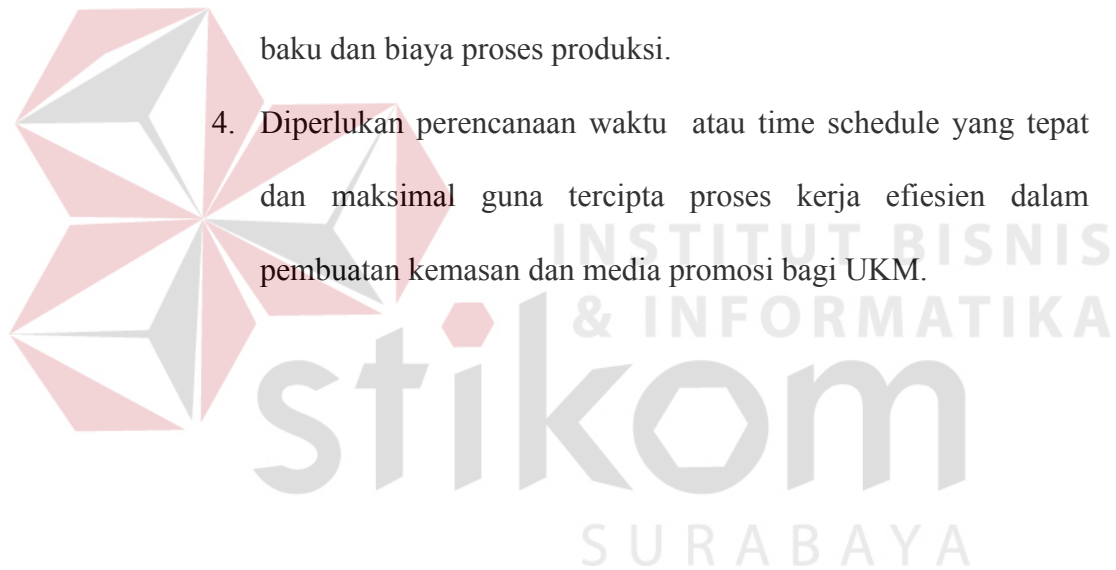 baku dan biaya proses produksi.
4. Diperlukan perencanaan waktu atau time schedule yang tepat
dan maksimal guna tercipta proses kerja efiesien dalam
pembuatan kemasan dan media promosi bagi UKM.
INSTITUT BISNIS
& INFORMATIKA
stikom
SURABAYA